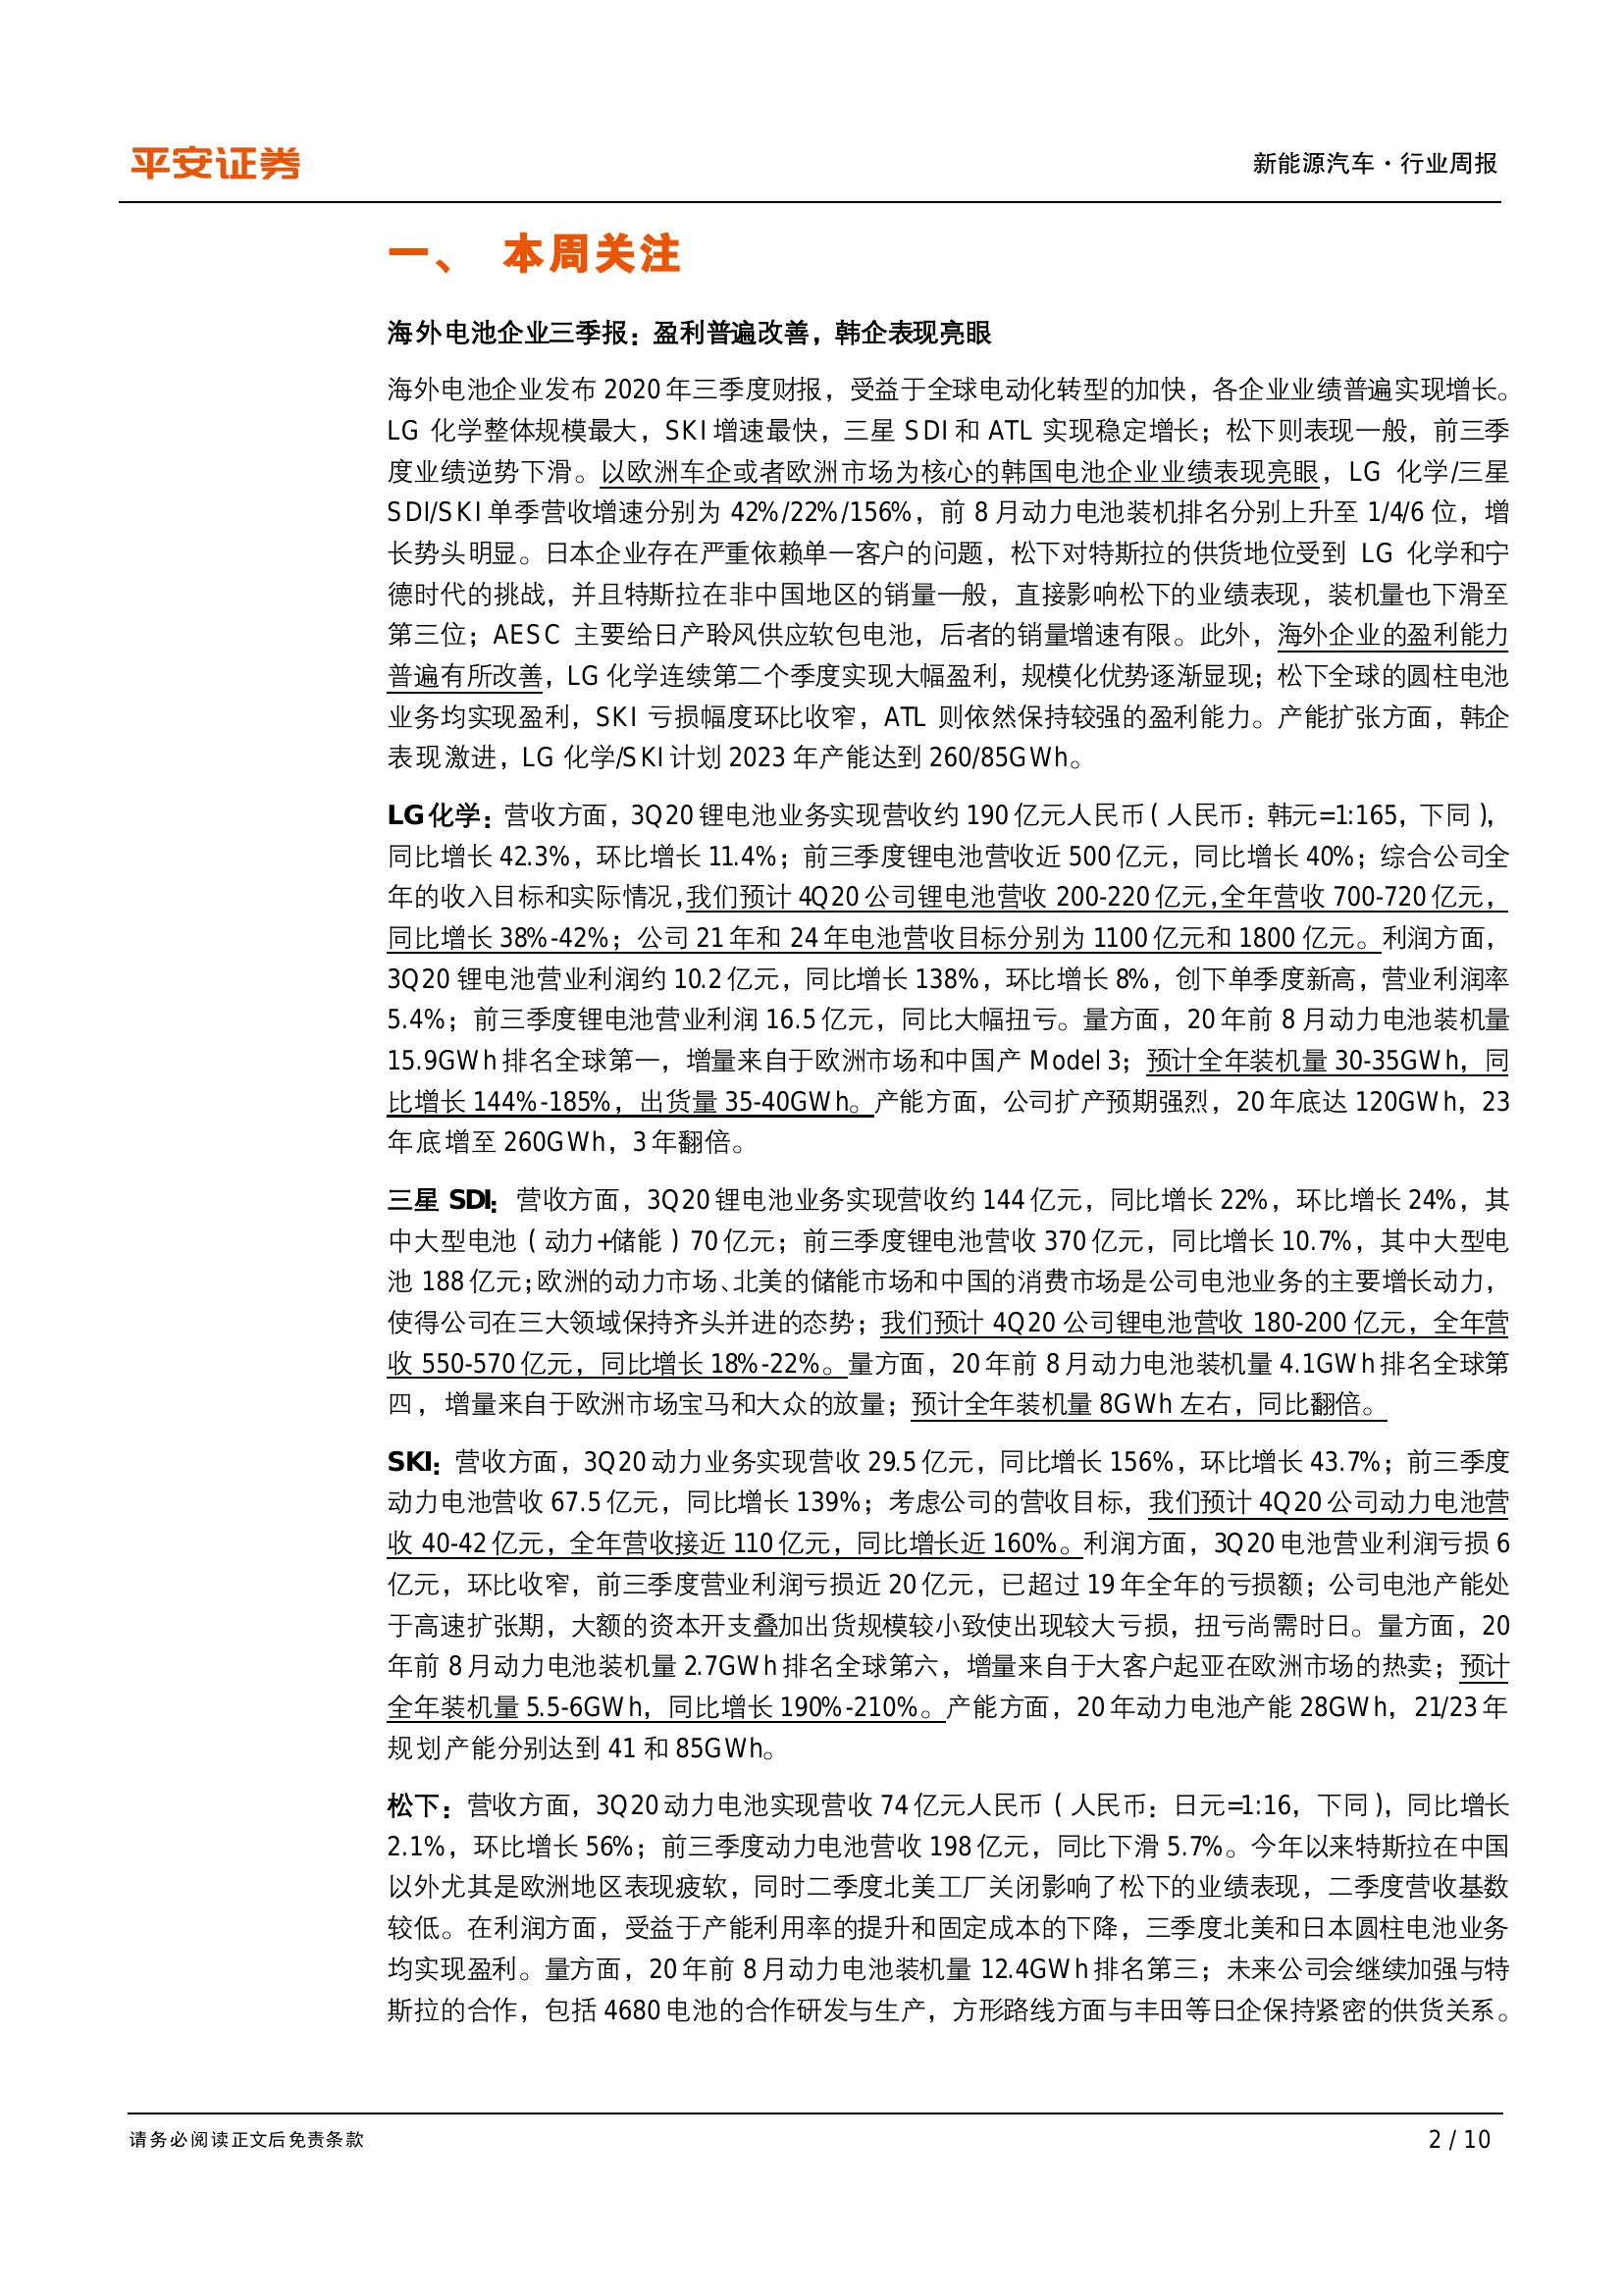 平安证券
新能源汽车·行业周报
一、 本周关注
海外电池企业三季报：盈利普遍改善，韩企表现亮眼
海外电池企业发布 2020 年三季度财报，受益于全球电动化转型的加快，各企业业绩普遍实现增长。
LG 化学整体规模最大，SKI 增速最快，三星 SDI 和 ATL 实现稳定增长；松下则表现一般，前三季
度业绩逆势下滑。以欧洲车企或者欧洲市场为核心的韩国电池企业业绩表现亮眼，LG 化学/三星
SDI/SKI 单季营收增速分别为 42%/22%/156%，前 8 月动力电池装机排名分别上升至 1/4/6 位，增
长势头明显。日本企业存在严重依赖单一客户的问题，松下对特斯拉的供货地位受到 LG 化学和宁
德时代的挑战，并且特斯拉在非中国地区的销量一般，直接影响松下的业绩表现，装机量也下滑至
第三位；AESC 主要给日产聆风供应软包电池，后者的销量增速有限。此外，海外企业的盈利能力
普遍有所改善，LG 化学连续第二个季度实现大幅盈利，规模化优势逐渐显现；松下全球的圆柱电池
业务均实现盈利，SKI 亏损幅度环比收窄，ATL 则依然保持较强的盈利能力。产能扩张方面，韩企
表现激进，LG 化学/SKI 计划 2023 年产能达到 260/85GWh。
LG 化学：营收方面，3Q20 锂电池业务实现营收约 190 亿元人民币（人民币：韩元=1:165，下同），
同比增长 42.3%，环比增长 11.4%；前三季度锂电池营收近 500 亿元，同比增长 40%；综合公司全
年的收入目标和实际情况，我们预计 4Q20 公司锂电池营收 200-220 亿元，全年营收 700-720 亿元，
同比增长 38%-42%；公司 21 年和 24 年电池营收目标分别为 1100 亿元和 1800 亿元。利润方面，
3Q20 锂电池营业利润约 10.2 亿元，同比增长 138%，环比增长 8%，创下单季度新高，营业利润率
5.4%；前三季度锂电池营业利润 16.5 亿元，同比大幅扭亏。量方面，20 年前 8 月动力电池装机量
15.9GWh 排名全球第一，增量来自于欧洲市场和中国产 Model 3；预计全年装机量 30-35GWh，同
比增长 144%-185%，出货量 35-40GWh。产能方面，公司扩产预期强烈，20 年底达 120GWh，23
年底增至 260GWh，3 年翻倍。
三星 SDI：营收方面，3Q20 锂电池业务实现营收约 144 亿元，同比增长 22%，环比增长 24%，其
中大型电池（动力+储能）70 亿元；前三季度锂电池营收 370 亿元，同比增长 10.7%，其中大型电
池 188 亿元；欧洲的动力市场、北美的储能市场和中国的消费市场是公司电池业务的主要增长动力，
使得公司在三大领域保持齐头并进的态势；我们预计 4Q20 公司锂电池营收 180-200 亿元，全年营
收 550-570 亿元，同比增长 18%-22%。量方面，20 年前 8 月动力电池装机量 4.1GWh 排名全球第
四，增量来自于欧洲市场宝马和大众的放量；预计全年装机量 8GWh 左右，同比翻倍。
SKI：营收方面，3Q20 动力业务实现营收 29.5 亿元，同比增长 156%，环比增长 43.7%；前三季度
动力电池营收 67.5 亿元，同比增长 139%；考虑公司的营收目标，我们预计 4Q20 公司动力电池营
收 40-42 亿元，全年营收接近 110 亿元，同比增长近 160%。利润方面，3Q20 电池营业利润亏损 6
亿元，环比收窄，前三季度营业利润亏损近 20 亿元，已超过 19 年全年的亏损额；公司电池产能处
于高速扩张期，大额的资本开支叠加出货规模较小致使出现较大亏损，扭亏尚需时日。量方面，20
年前 8 月动力电池装机量 2.7GWh 排名全球第六，增量来自于大客户起亚在欧洲市场的热卖；预计
全年装机量 5.5-6GWh，同比增长 190%-210%。产能方面，20 年动力电池产能 28GWh，21/23 年
规划产能分别达到 41 和 85GWh。
松下：营收方面，3Q20 动力电池实现营收 74 亿元人民币（人民币：日元=1:16，下同），同比增长
2.1%，环比增长 56%；前三季度动力电池营收 198 亿元，同比下滑 5.7%。今年以来特斯拉在中国
以外尤其是欧洲地区表现疲软，同时二季度北美工厂关闭影响了松下的业绩表现，二季度营收基数
较低。在利润方面，受益于产能利用率的提升和固定成本的下降，三季度北美和日本圆柱电池业务
均实现盈利。量方面，20 年前 8 月动力电池装机量 12.4GWh 排名第三；未来公司会继续加强与特
斯拉的合作，包括 4680 电池的合作研发与生产，方形路线方面与丰田等日企保持紧密的供货关系。
请务必阅读正文后免责条款
2 / 10